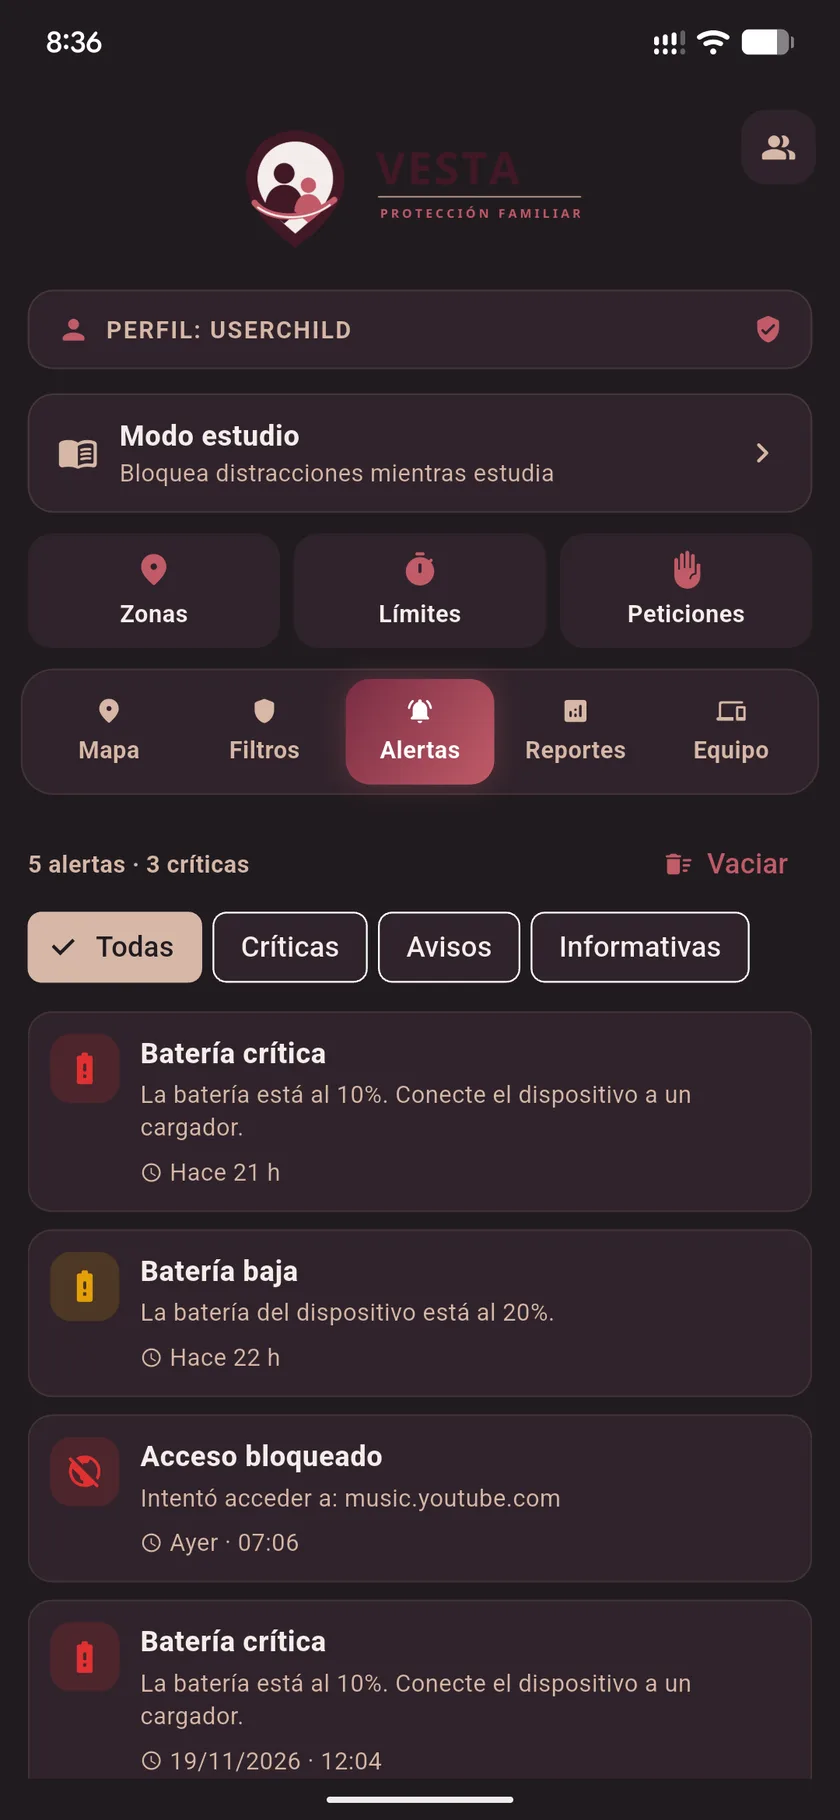 8:36
VESTA
PROTECCIÓN FAMILIAR
PERFIL: USERCHILD
Modo estudio
Bloquea distracciones mientras estudia
Zonas
Límites
Peticiones
Mapa
Filtros
Alertas
Reportes
Equipo
5 alertas · 3 críticas
Vaciar
Todas
Críticas
Avisos
Informativas
Batería crítica
La batería está al 10%. Conecte el dispositivo a un
cargador.
Hace 21 h
Batería baja
La batería del dispositivo está al 20%.
Hace 22 h
Acceso bloqueado
Intentó acceder a: music.youtube.com
Ayer · 07:06
Batería crítica
La batería está al 10%. Conecte el dispositivo a un
cargador.
19/11/2026 · 12:04